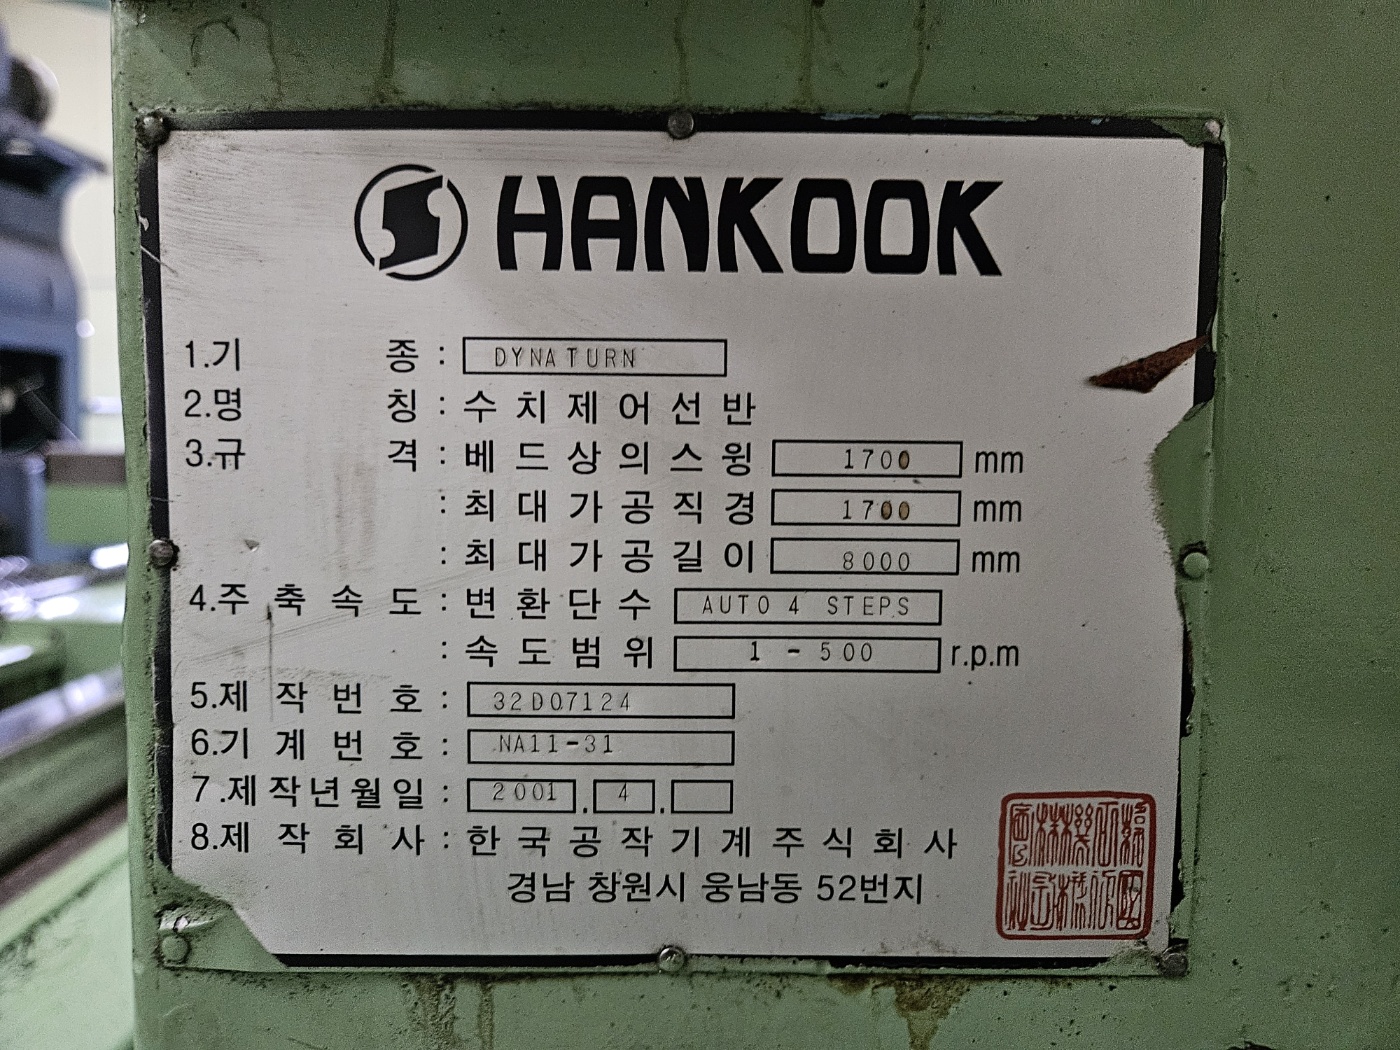 HANKOOK
1.기 종 : DYNA TURN
2.명 칭 : 수치제어선반
3.규 격 : 베드상의스윙 1700 mm
: 최대가공직경 1700 mm
: 최대가공길이 8000 mm
4.주축속도 : 변환단수 AUTO 4 STEPS
: 속도범위 1 - 500 r.p.m
5.제작번호 : 32D07124
6.기계번호 : NA11-31
7.제작년월일 : 2001 . 4 .
8.제작회사 : 한국공작기계주식회사
경남 창원시 웅남동 52번지